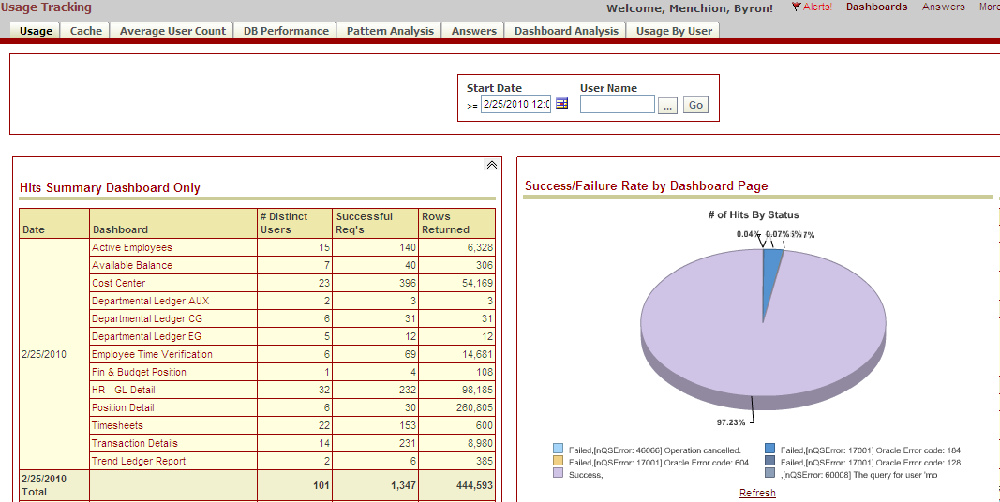 Usage Tracking
Welcome, Menchion, Byron! Alerts! - Dashboards - Answers - More
Usage Cache Average User Count DB Performance Pattern Analysis Answers Dashboard Analysis Usage By User
Start Date User Name
>= 2/25/2010 12:0 ... Go
Hits Summary Dashboard Only
Date Dashboard # Distinct Users Successful Req's Rows Returned
2/25/2010
Active Employees 15 140 6,328
Available Balance 7 40 306
Cost Center 23 396 54,169
Departmental Ledger AUX 2 3 3
Departmental Ledger CG 6 31 31
Departmental Ledger EG 5 12 12
Employee Time Verification 6 69 14,681
Fin & Budget Position 1 4 108
HR - GL Detail 32 232 98,185
Position Detail 6 30 260,805
Timesheets 22 153 600
Transaction Details 14 231 8,980
Trend Ledger Report 2 6 385
2/25/2010 Total 101 1,347 444,593
Success/Failure Rate by Dashboard Page
# of Hits By Status
0.04% 0.07%
97.23%
Failed,[nQSError: 46066] Operation cancelled.
Failed,[nQSError: 17001] Oracle Error code: 184
Failed,[nQSError: 17001] Oracle Error code: 604
Failed,[nQSError: 17001] Oracle Error code: 128
Success,
,[nQSError: 60008] The query for user 'mo
Refresh